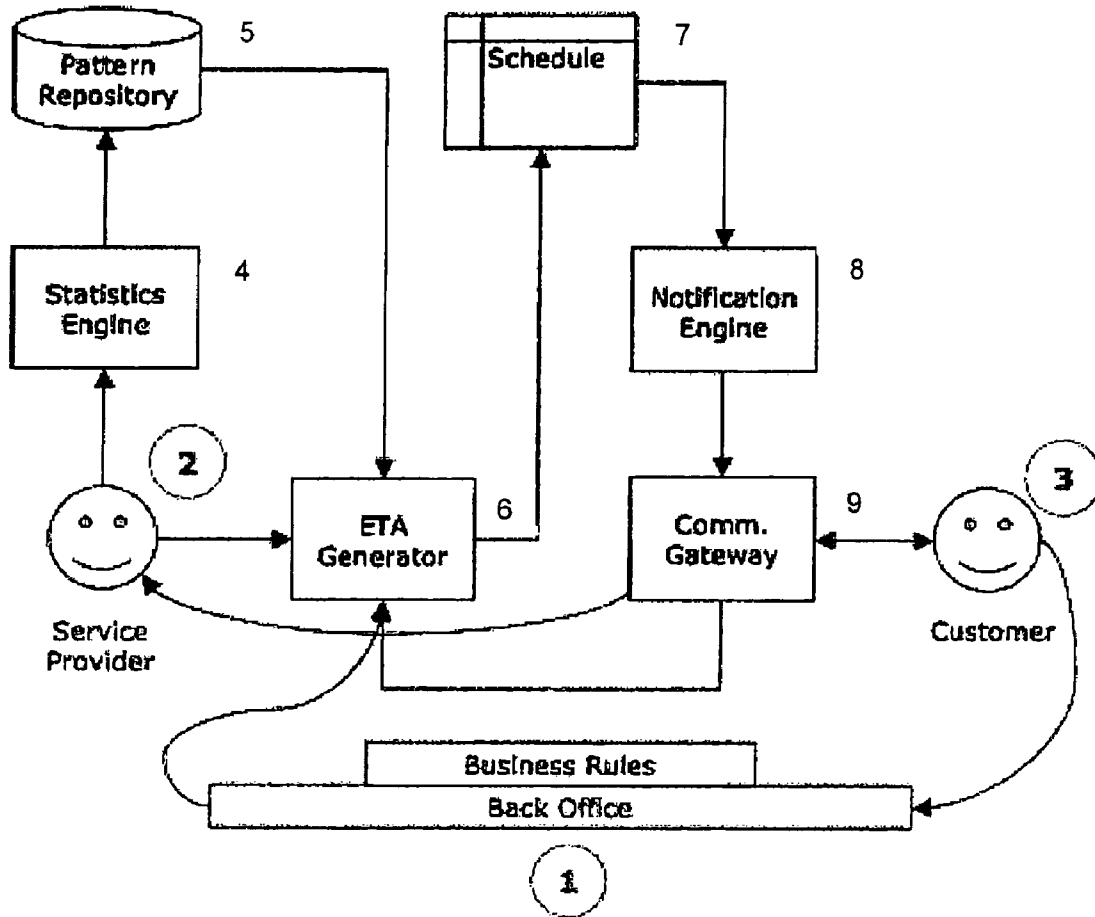 5
Pattern
Repository
7
Schedule
4
Statistics
Engine
8
Notification
Engine
2
3
ETA
Generator
6
Comm.
Gateway
9
Service
Provider
Customer
Business Rules
Back Office
1